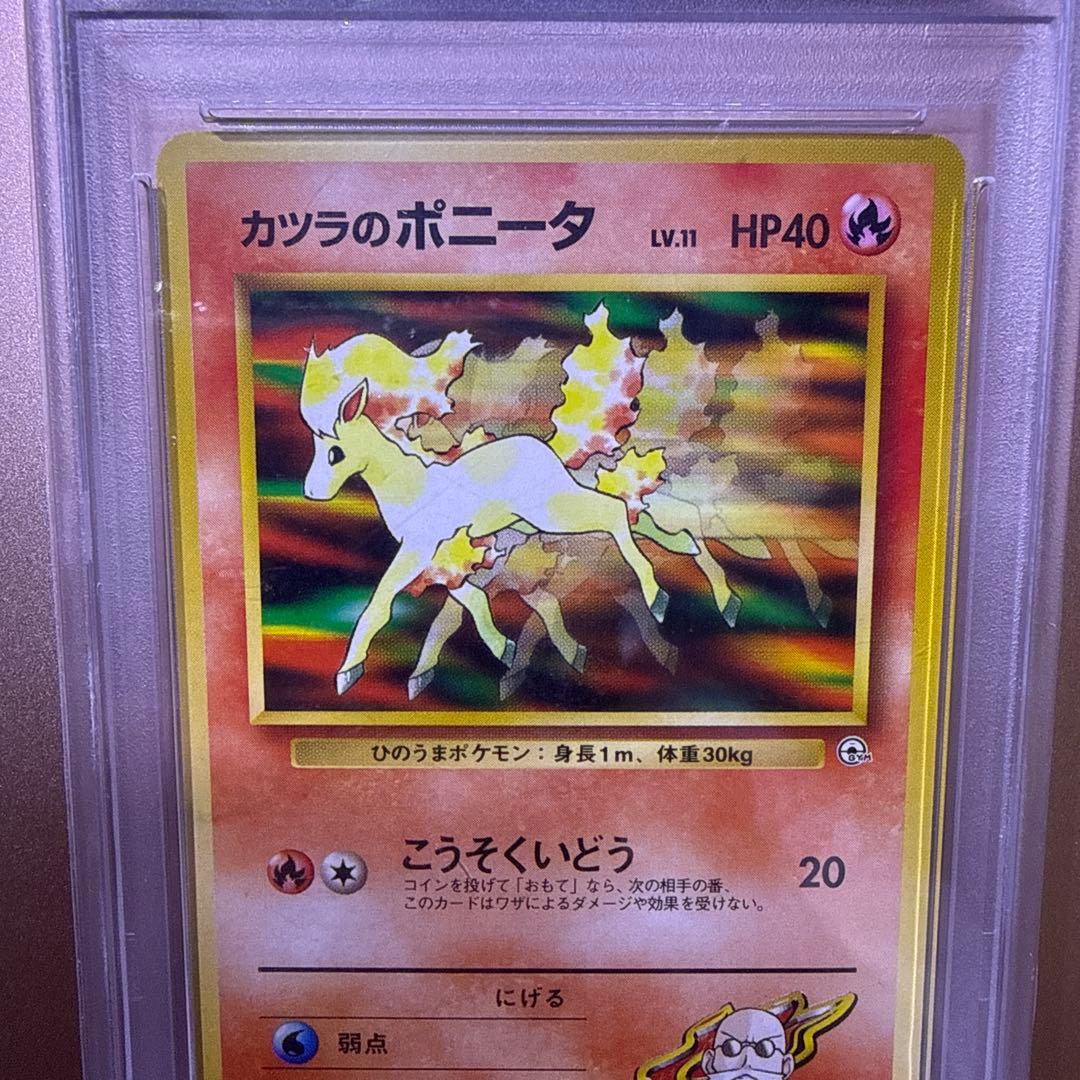 カツラのポニータ LV.11 HP40
ひのうまポケモン：身長1m、体重30kg
GYM
こうそくいどう 20
コインを投げて「おもて」なら、次の相手の番、
このカードはワザによるダメージや効果を受けない。
にげる
弱点